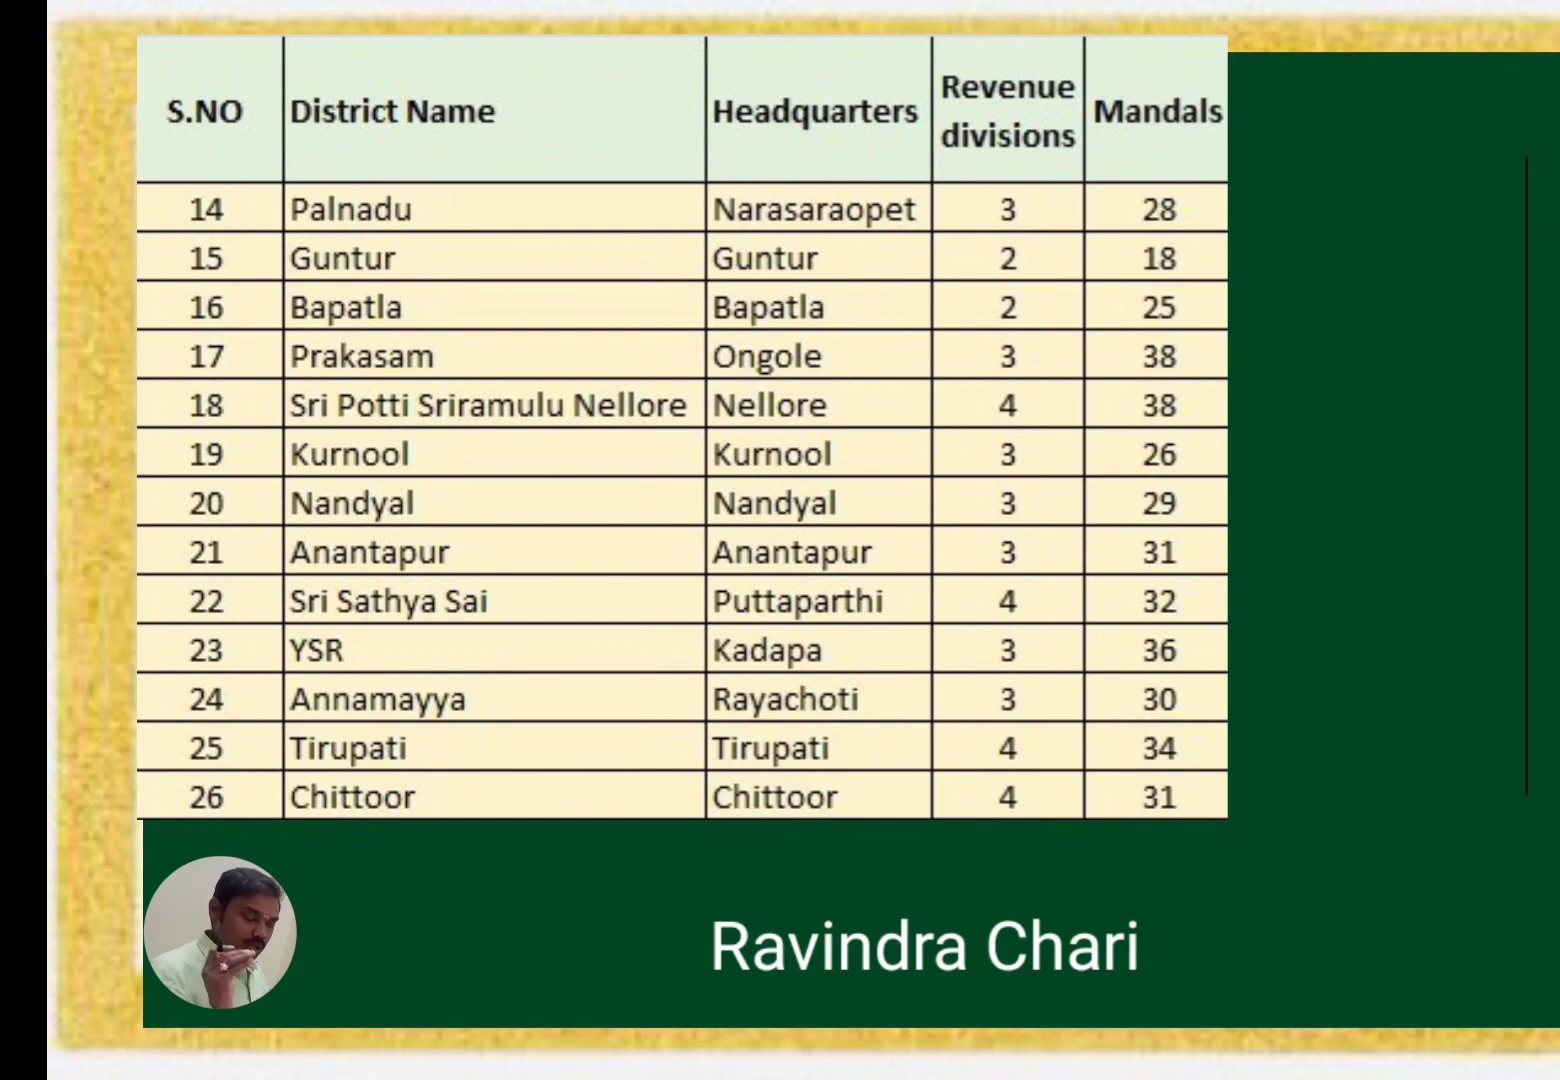 S.NO District Name Headquarters Revenue divisions Mandals
14 Palnadu Narasaraopet 3 28
15 Guntur Guntur 2 18
16 Bapatla Bapatla 2 25
17 Prakasam Ongole 3 38
18 Sri Potti Sriramulu Nellore Nellore 4 38
19 Kurnool Kurnool 3 26
20 Nandyal Nandyal 3 29
21 Anantapur Anantapur 3 31
22 Sri Sathya Sai Puttaparthi 4 32
23 YSR Kadapa 3 36
24 Annamayya Rayachoti 3 30
25 Tirupati Tirupati 4 34
26 Chittoor Chittoor 4 31
Ravindra Chari